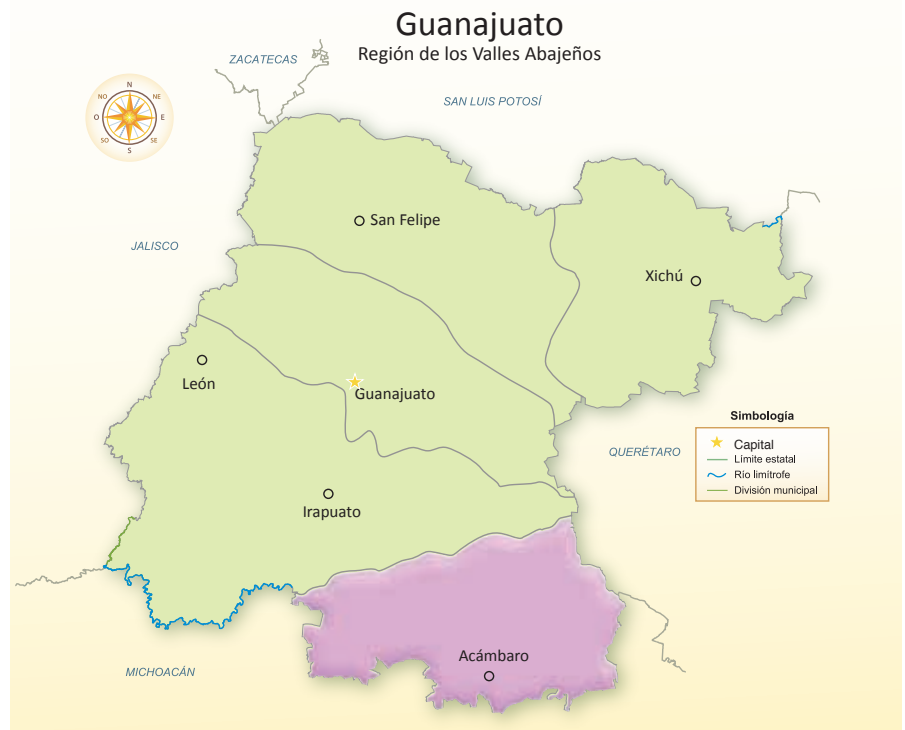 Guanajuato
Región de los Valles Abajeños
ZACATECAS
SAN LUIS POTOSÍ
N
NO
NE
O
E
SO
SE
S
San Felipe
JALISCO
Xichú
León
Guanajuato
Simbología
Capital
Límite estatal
Río limítrofe
División municipal
QUERÉTARO
Irapuato
Acámbaro
MICHOACÁN